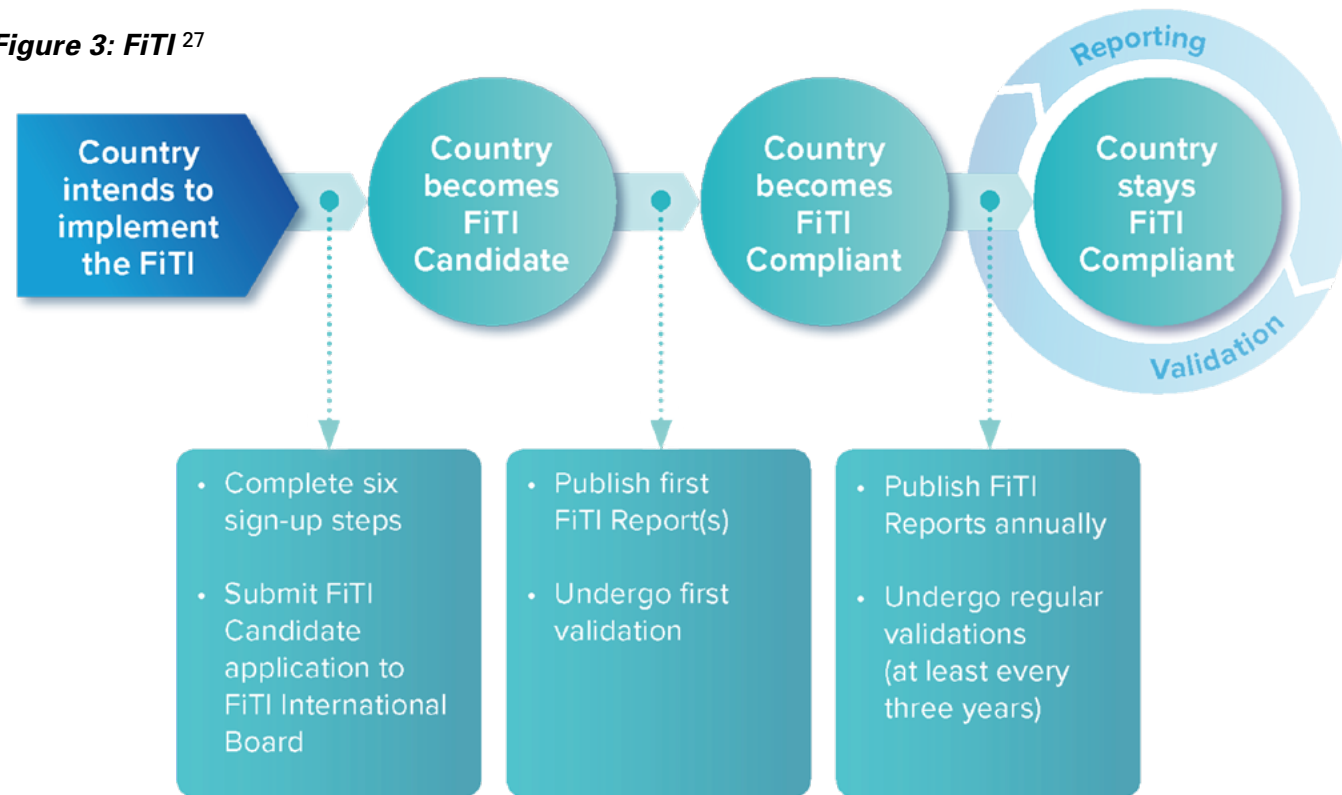 Figure 3: FiTI 27
Reporting
Country
intends to
implement
the FiTI
Country
becomes
FiTI
Candidate
Country
becomes
FiTI
Compliant
Country
stays
FiTI
Compliant
Validation
• Complete six
sign-up steps
• Submit FiTI
Candidate
application to
FiTI International
Board
• Publish first
FiTI Report(s)
• Undergo first
validation
• Publish FiTI
Reports annually
• Undergo regular
validations
(at least every
three years)